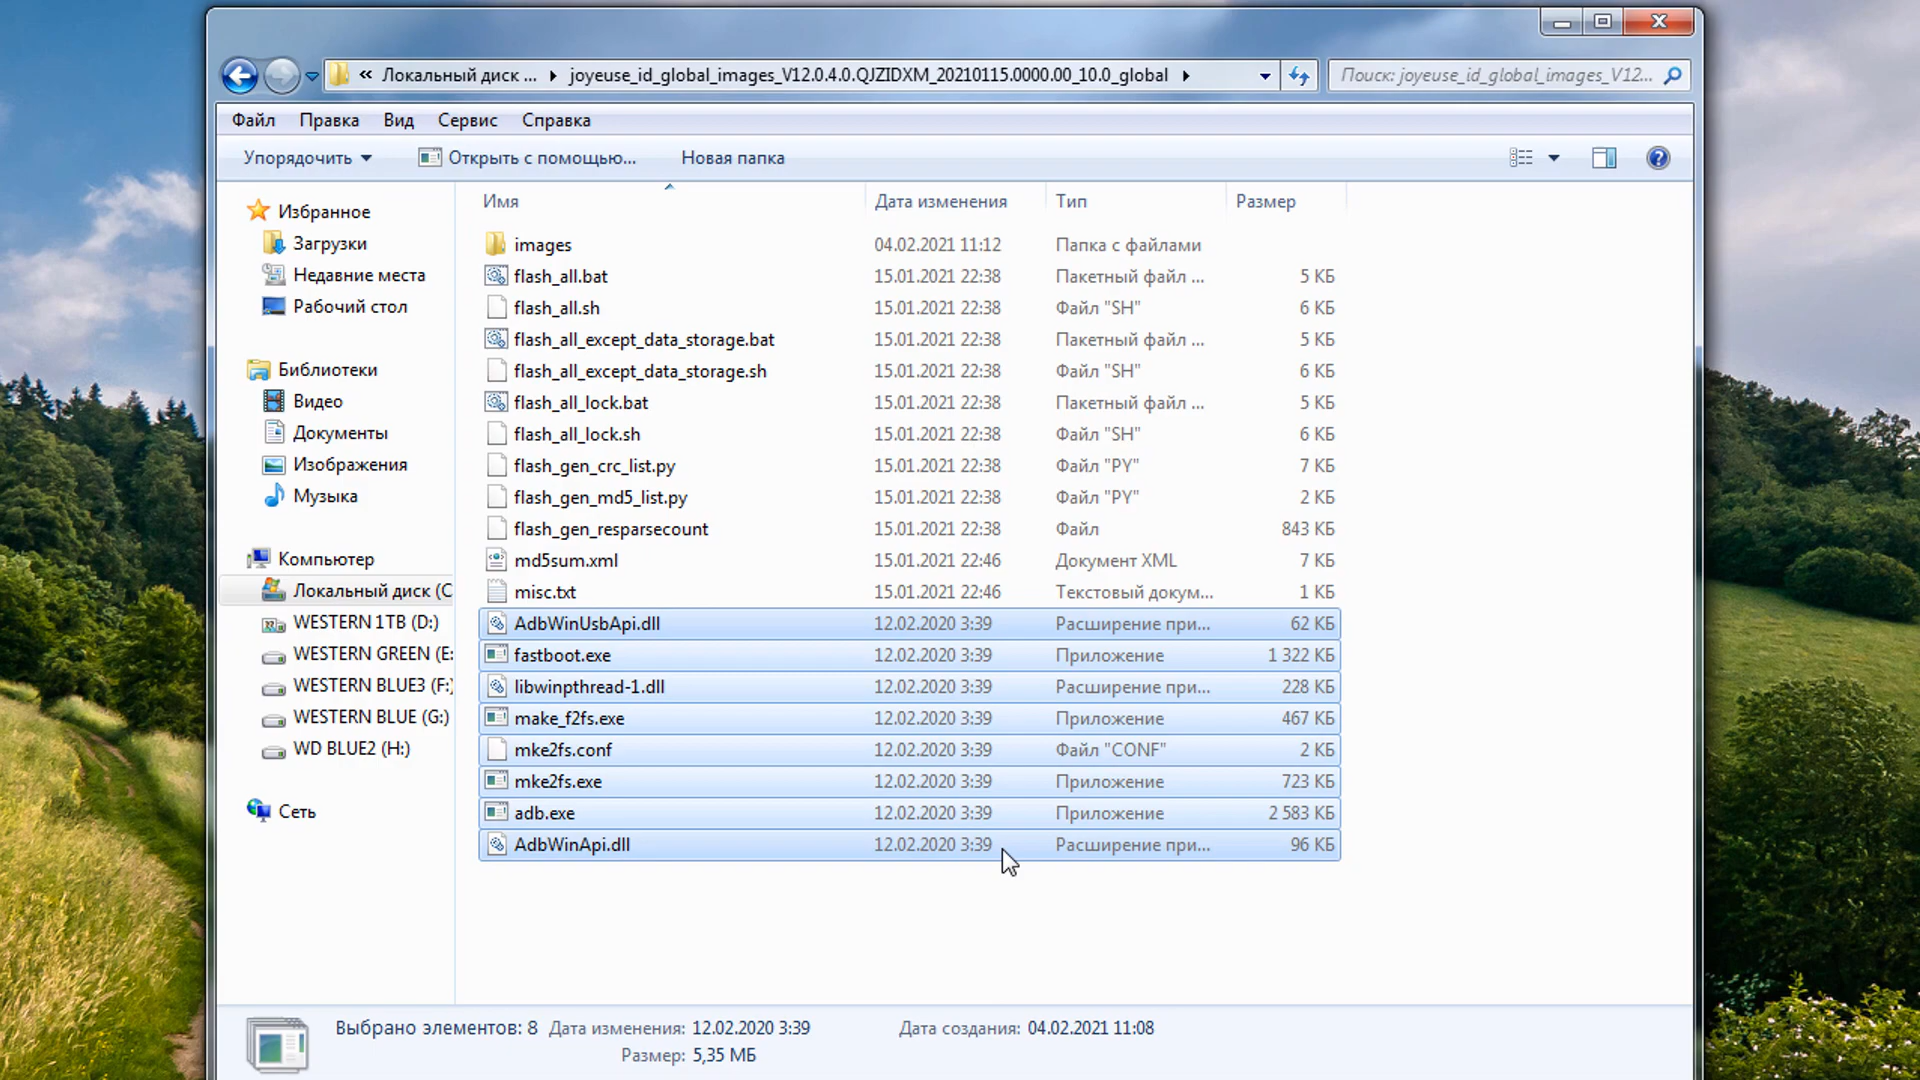 « Локальный диск ... ▸ joyeuse_id_global_images_V12.0.4.0.QJZIDXM_20210115.0000.00_10.0_global ▸
Поиск: joyeuse_id_global_images_V12...
Файл Правка Вид Сервис Справка
Упорядочить Открыть с помощью... Новая папка
Имя Дата изменения Тип Размер
Избранное
Загрузки
Недавние места
Рабочий стол
Библиотеки
Видео
Документы
Изображения
Музыка
Компьютер
Локальный диск (C
WESTERN 1TB (D:)
WESTERN GREEN (E:
WESTERN BLUE3 (F:)
WESTERN BLUE (G:)
WD BLUE2 (H:)
Сеть
images 04.02.2021 11:12 Папка с файлами
flash_all.bat 15.01.2021 22:38 Пакетный файл ... 5 КБ
flash_all.sh 15.01.2021 22:38 Файл "SH" 6 КБ
flash_all_except_data_storage.bat 15.01.2021 22:38 Пакетный файл ... 5 КБ
flash_all_except_data_storage.sh 15.01.2021 22:38 Файл "SH" 6 КБ
flash_all_lock.bat 15.01.2021 22:38 Пакетный файл ... 5 КБ
flash_all_lock.sh 15.01.2021 22:38 Файл "SH" 6 КБ
flash_gen_crc_list.py 15.01.2021 22:38 Файл "PY" 7 КБ
flash_gen_md5_list.py 15.01.2021 22:38 Файл "PY" 2 КБ
flash_gen_resparsecount 15.01.2021 22:38 Файл 843 КБ
md5sum.xml 15.01.2021 22:46 Документ XML 7 КБ
misc.txt 15.01.2021 22:46 Текстовый докум... 1 КБ
AdbWinUsbApi.dll 12.02.2020 3:39 Расширение при... 62 КБ
fastboot.exe 12.02.2020 3:39 Приложение 1 322 КБ
libwinpthread-1.dll 12.02.2020 3:39 Расширение при... 228 КБ
make_f2fs.exe 12.02.2020 3:39 Приложение 467 КБ
mke2fs.conf 12.02.2020 3:39 Файл "CONF" 2 КБ
mke2fs.exe 12.02.2020 3:39 Приложение 723 КБ
adb.exe 12.02.2020 3:39 Приложение 2 583 КБ
AdbWinApi.dll 12.02.2020 3:39 Расширение при... 96 КБ
Выбрано элементов: 8 Дата изменения: 12.02.2020 3:39 Дата создания: 04.02.2021 11:08
Размер: 5,35 МБ